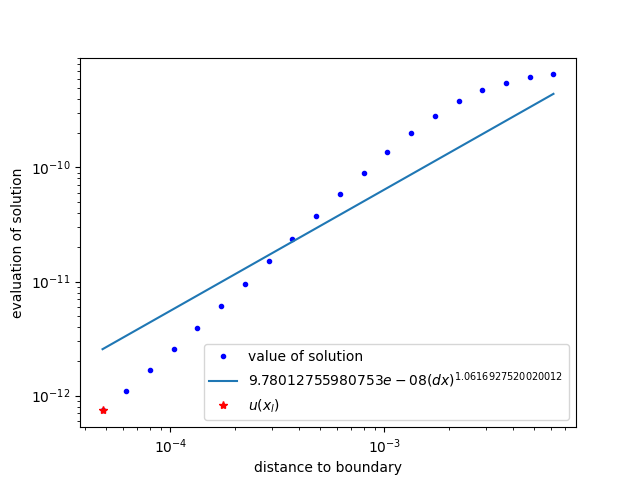 10⁻¹⁰
10⁻¹¹
10⁻¹²
evaluation of solution
value of solution
9.78012755980753e − 08(dx)^1.0616927520020012
u(x_l)
10⁻⁴
10⁻³
distance to boundary